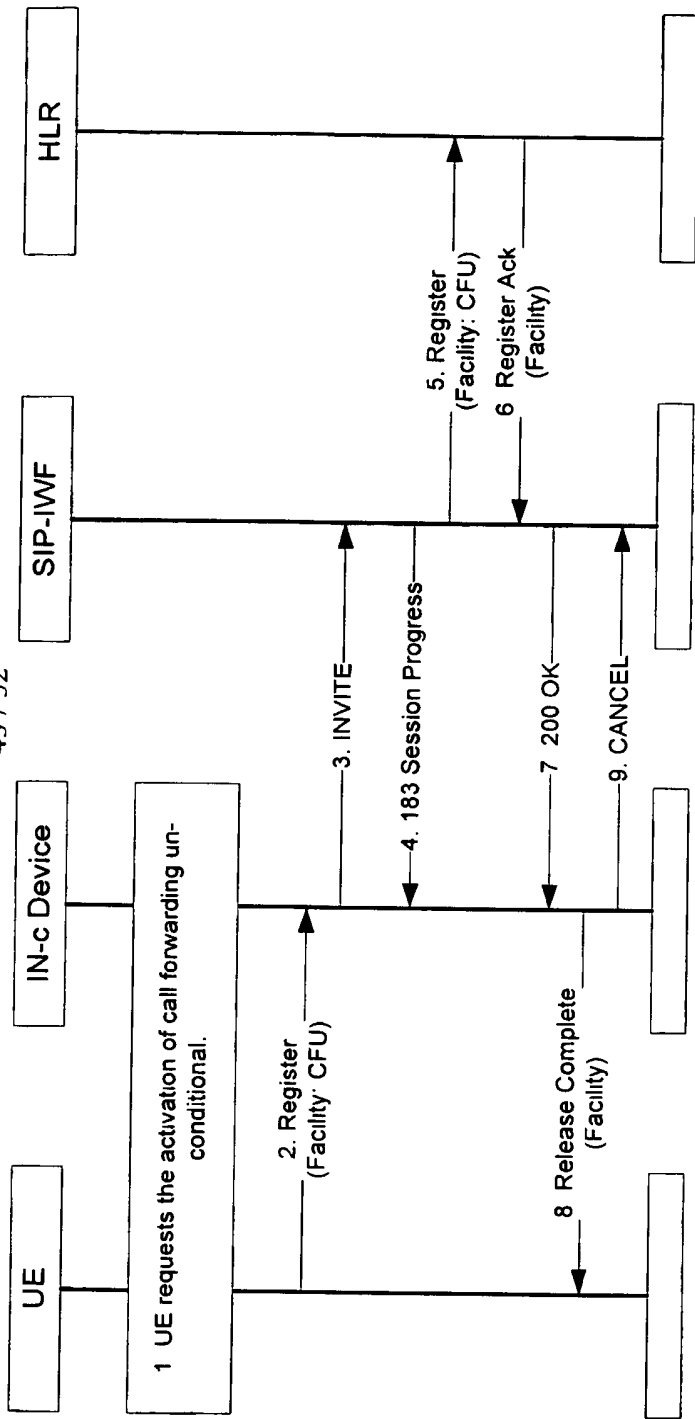 45 / 52
UE
IN-c Device
SIP-IWF
HLR
1 UE requests the activation of call forwarding un-
conditional.
2. Register
(Facility: CFU)
3. INVITE
4. 183 Session Progress
5. Register
(Facility: CFU)
6 Register Ack
(Facility)
7 200 OK
8 Release Complete
(Facility)
9. CANCEL